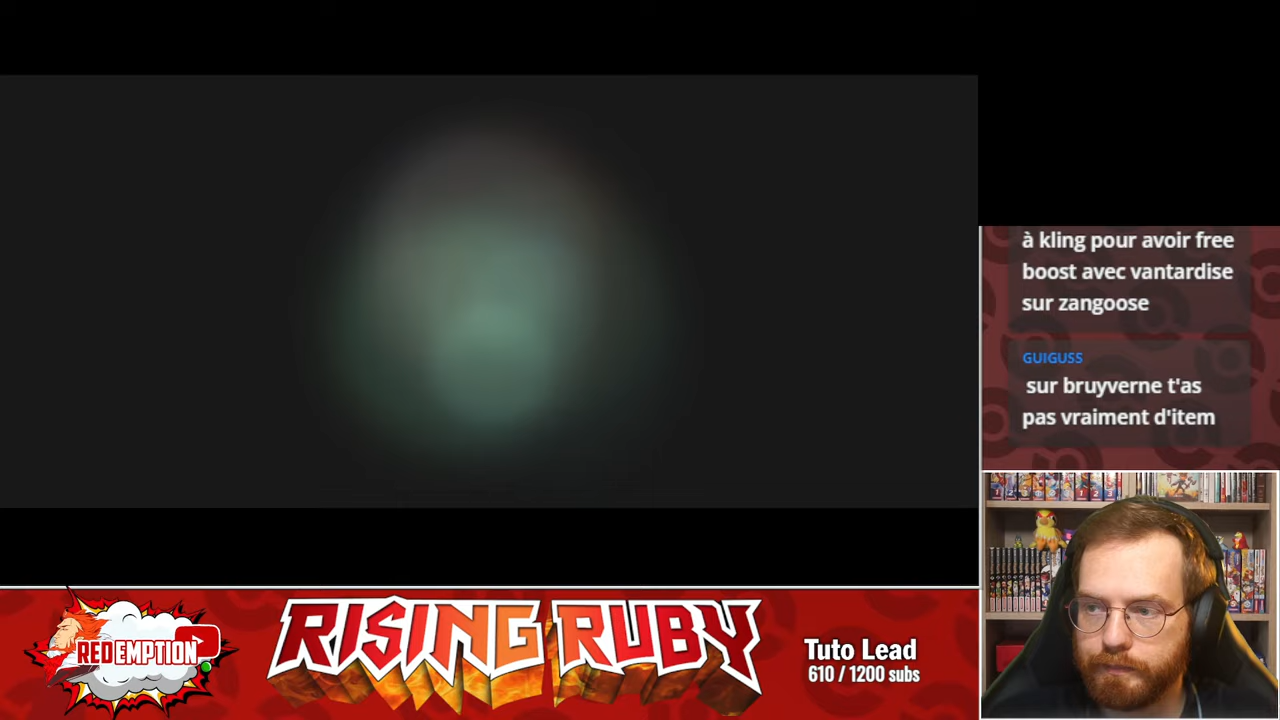 à kling pour avoir free
boost avec vantardise
sur zangoose
GUIGUSS
sur bruyverne t'as
pas vraiment d'item
REDEMPTION
RISING RUBY
Tuto Lead
610 / 1200 subs